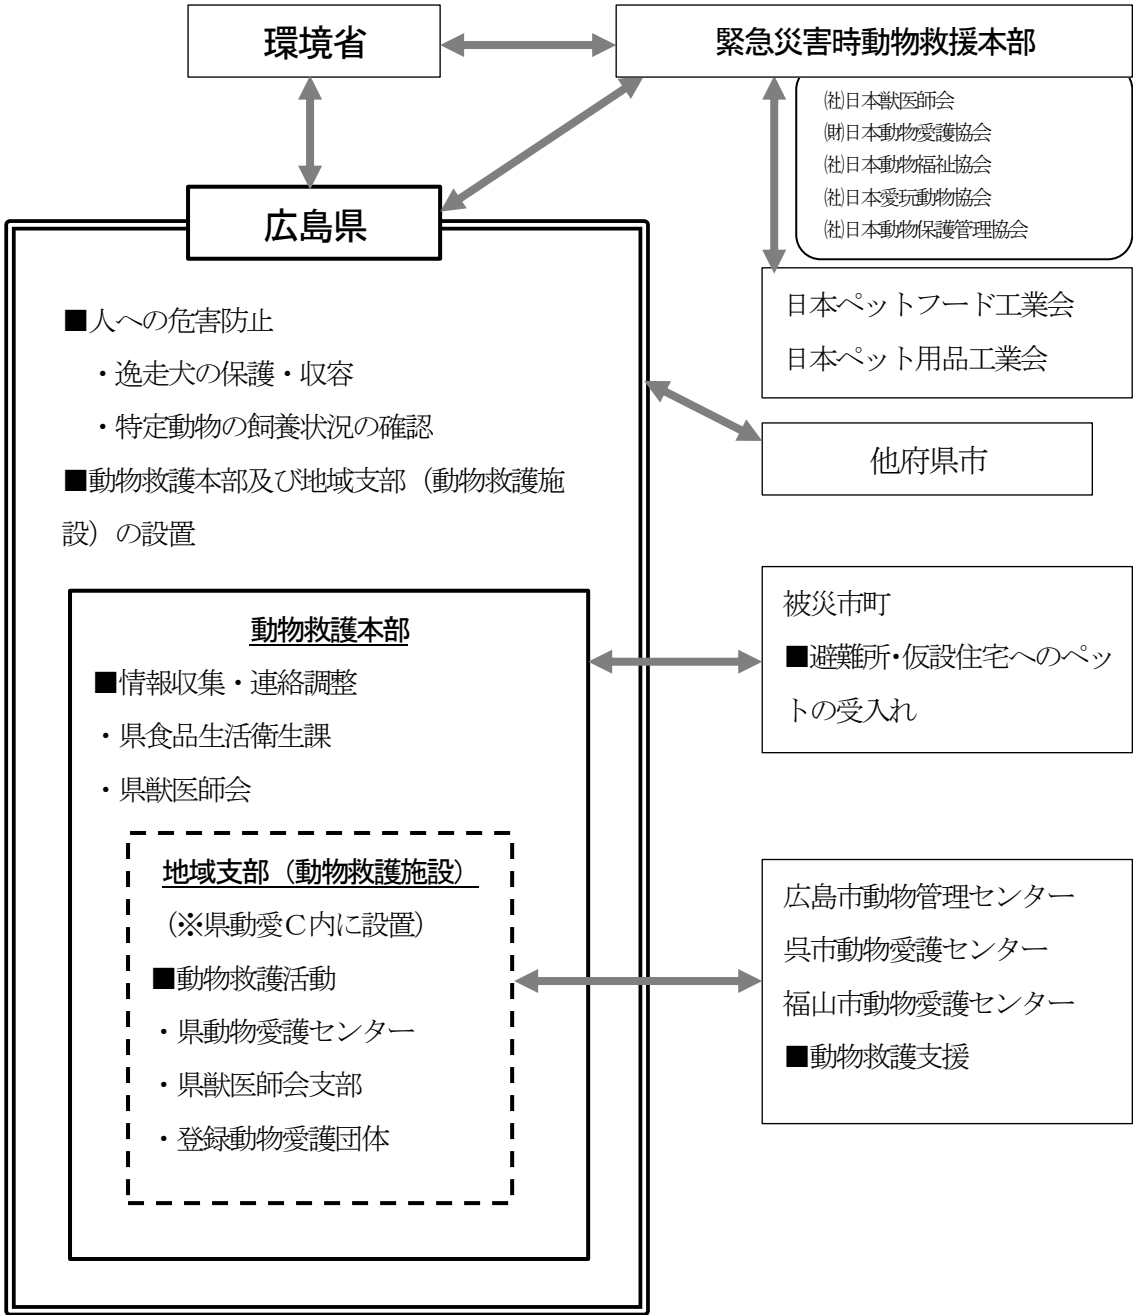 環境省
緊急災害時動物救援本部
㈳日本獣医師会
㈶日本動物愛護協会
㈳日本動物福祉協会
㈳日本愛玩動物協会
㈳日本動物保護管理協会
広島県
日本ペットフード工業会
日本ペット用品工業会
他府県市
■人への危害防止
・逸走犬の保護・収容
・特定動物の飼養状況の確認
■動物救護本部及び地域支部（動物救護施
設）の設置
動物救護本部
■情報収集・連絡調整
・県食品生活衛生課
・県獣医師会
被災市町
■避難所・仮設住宅へのペッ
トの受入れ
地域支部（動物救護施設）
（※県動愛Ｃ内に設置）
■動物救護活動
・県動物愛護センター
・県獣医師会支部
・登録動物愛護団体
広島市動物管理センター
呉市動物愛護センター
福山市動物愛護センター
■動物救護支援